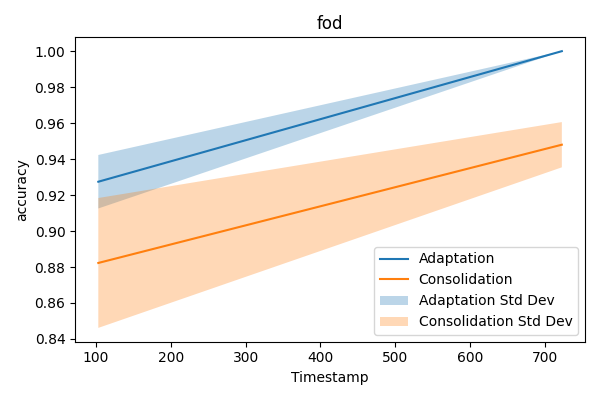 fod
1.00
0.98
0.96
0.94
0.92
0.90
0.88
0.86
0.84
accuracy
Adaptation
Consolidation
Adaptation Std Dev
Consolidation Std Dev
100 200 300 400 500 600 700
Timestamp